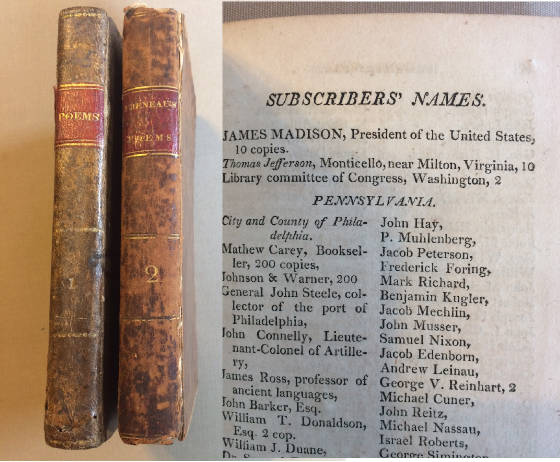 POEMS
1
RENEAU'S
POEMS
2
SUBSCRIBERS' NAMES.
JAMES MADISON, President of the United States,
10 copies.
Thomas Jefferson, Monticello, near Milton, Virginia, 10
Library committee of Congress, Washington, 2
PENNSYLVANIA.
City and County of Phila-
delphia.
Mathew Carey, Booksel-
ler, 200 copies,
Johnson & Warner, 200
General John Steele, col-
lector of the port of
Philadelphia,
John Connelly, Lieute-
nant-Colonel of Artille-
ry,
James Ross, professor of
ancient languages,
John Barker, Esq.
William T. Donaldson,
Esq. 2 cop.
William J. Duane,
John Hay,
P. Muhlenberg,
Jacob Peterson,
Frederick Foring,
Mark Richard,
Benjamin Kugler,
Jacob Mechlin,
John Musser,
Samuel Nixon,
Jacob Edenborn,
Andrew Leinau,
George V. Reinhart, 2
Michael Cuner,
John Reitz,
Michael Nassau,
Israel Roberts,
George Simington